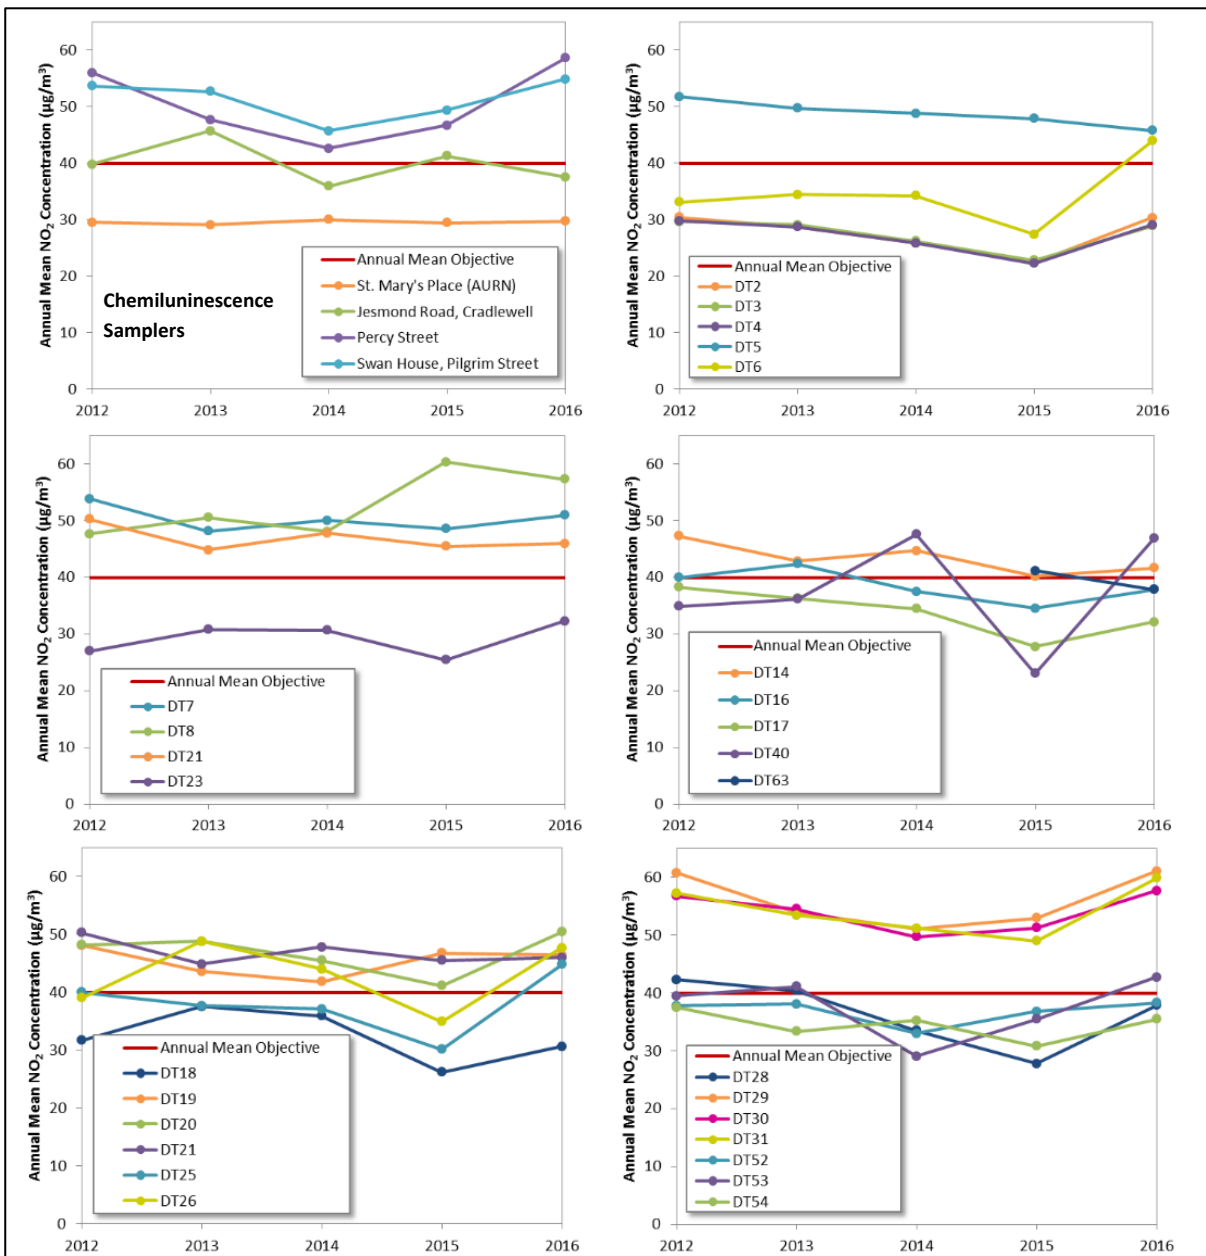 Annual Mean NO₂ Concentration (µg/m³)
60
50
40
30
20
10
0
2012 2013 2014 2015 2016
Chemiluninescence
Samplers
Annual Mean Objective
St. Mary's Place (AURN)
Jesmond Road, Cradlewell
Percy Street
Swan House, Pilgrim Street
Annual Mean NO₂ Concentration (µg/m³)
60
50
40
30
20
10
0
2012 2013 2014 2015 2016
Annual Mean Objective
DT2
DT3
DT4
DT5
DT6
Annual Mean NO₂ Concentration (µg/m³)
60
50
40
30
20
10
0
2012 2013 2014 2015 2016
Annual Mean Objective
DT7
DT8
DT21
DT23
Annual Mean NO₂ Concentration (µg/m³)
60
50
40
30
20
10
0
2012 2013 2014 2015 2016
Annual Mean Objective
DT14
DT16
DT17
DT40
DT63
Annual Mean NO₂ Concentration (µg/m³)
60
50
40
30
20
10
0
2012 2013 2014 2015 2016
Annual Mean Objective
DT18
DT19
DT20
DT21
DT25
DT26
Annual Mean NO₂ Concentration (µg/m³)
60
50
40
30
20
10
0
2012 2013 2014 2015 2016
Annual Mean Objective
DT28
DT29
DT30
DT31
DT52
DT53
DT54